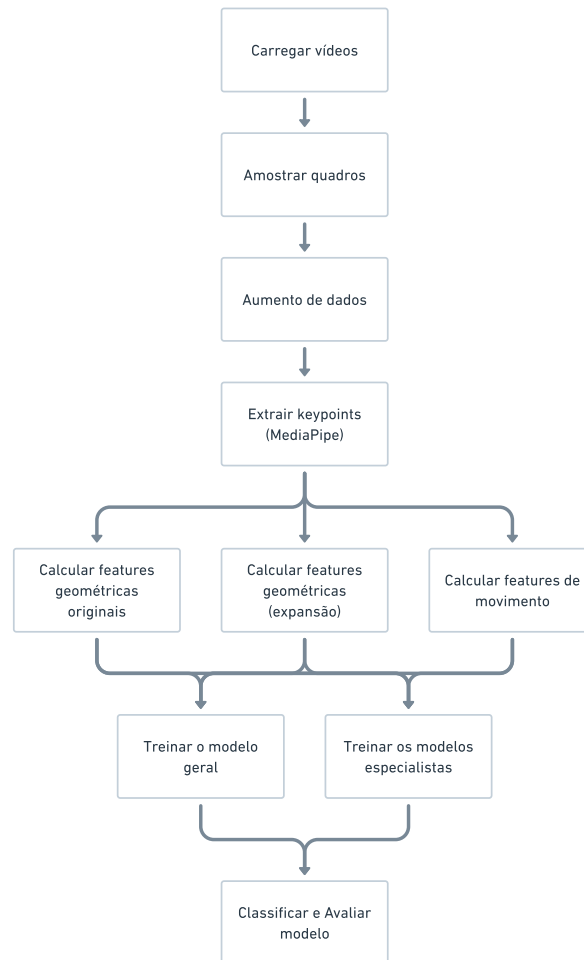 Carregar vídeos
Amostrar quadros
Aumento de dados
Extrair keypoints
(MediaPipe)
Calcular features
geométricas
originais
Calcular features
geométricas
(expansão)
Calcular features de
movimento
Treinar o modelo
geral
Treinar os modelos
especialistas
Classificar e Avaliar
modelo